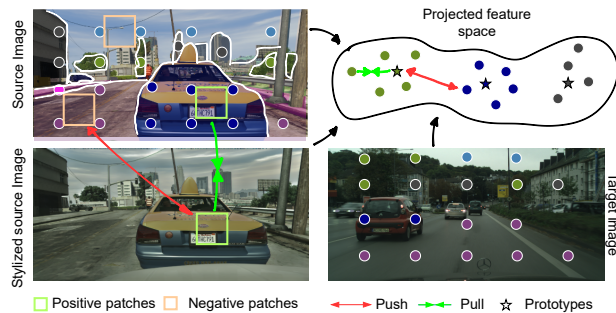 Source Image
Projected feature
space
Stylized source image
Target image
Positive patches
Negative patches
Push
Pull
Prototypes